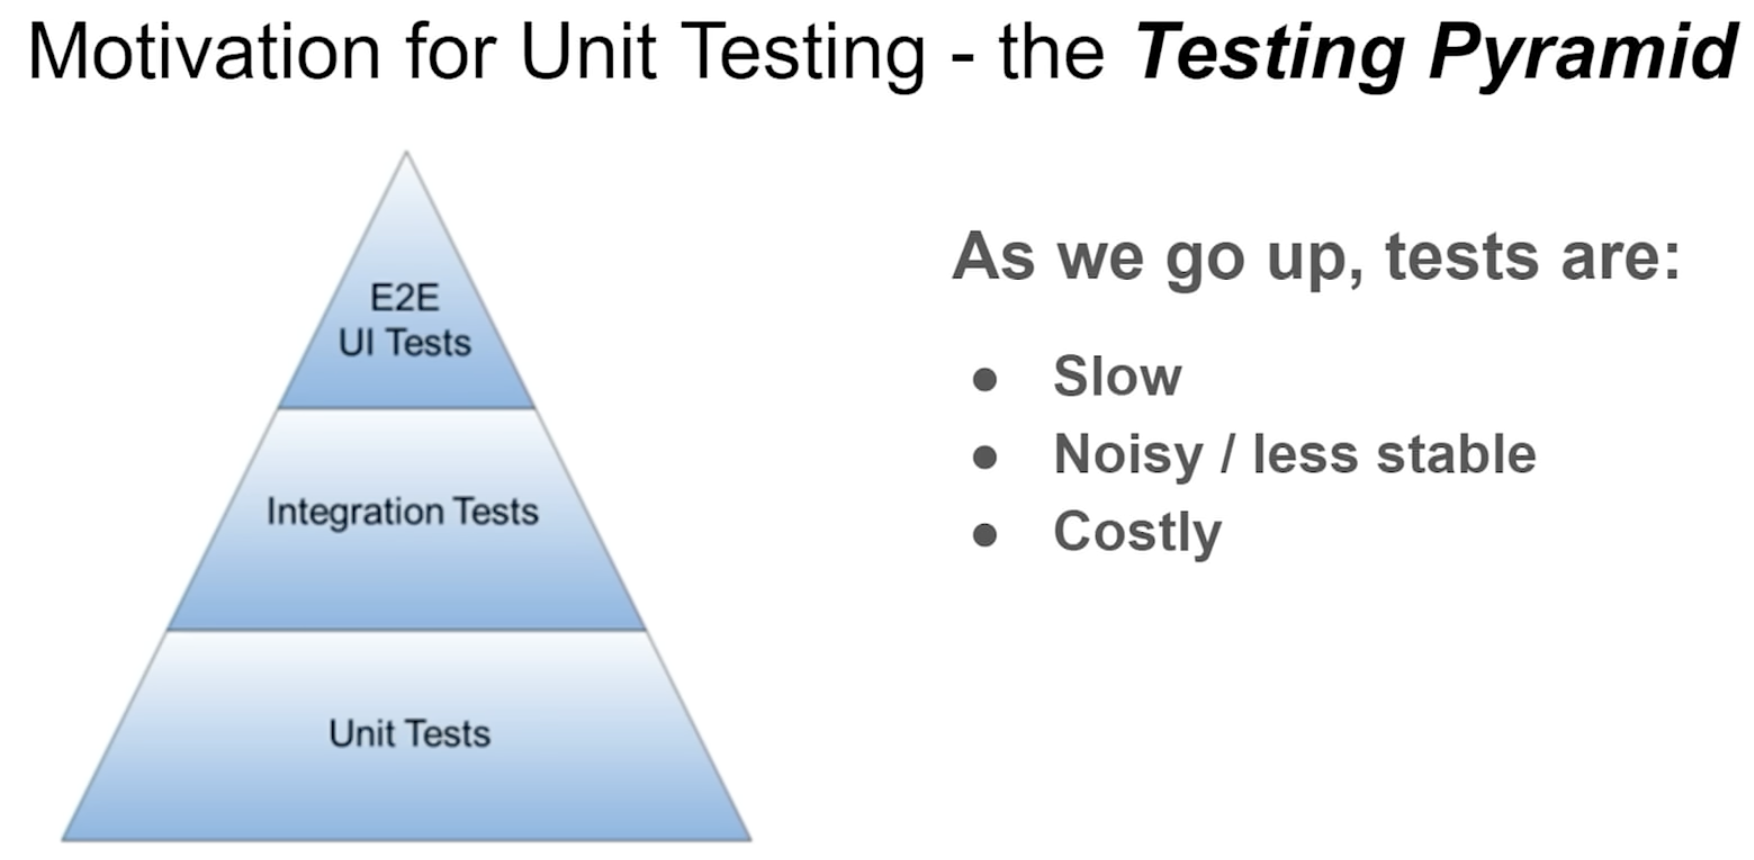 Motivation for Unit Testing - the Testing Pyramid
E2E
UI Tests
Integration Tests
Unit Tests
As we go up, tests are:
● Slow
● Noisy / less stable
● Costly